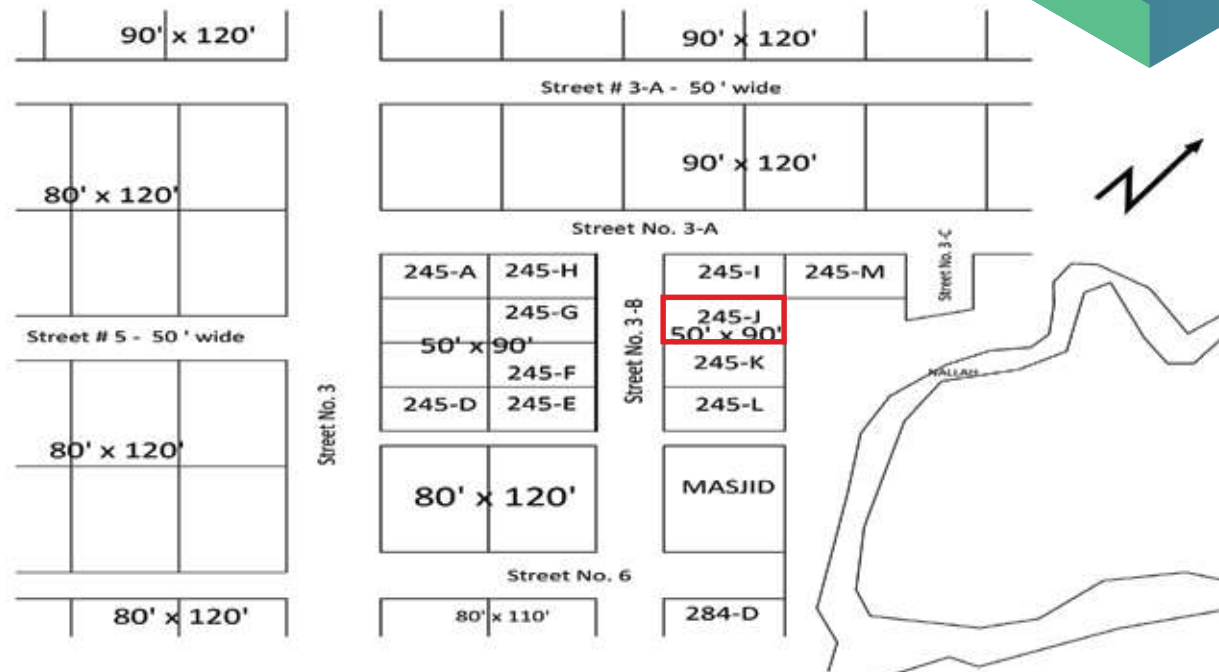 90' x 120'
90' x 120'
Street # 3-A - 50 ' wide
90' x 120'
80' x 120'
Street No. 3-A
Street No. 3-C
245-A
245-H
245-I
245-M
245-G
245-J
50' x 90'
50' x 90'
Street No. 3-B
Street # 5 - 50 ' wide
245-F
245-K
NALLAH
245-D
245-E
245-L
Street No. 3
80' x 120'
80' x 120'
MASJID
Street No. 6
80' x 120'
80' x 110'
284-D